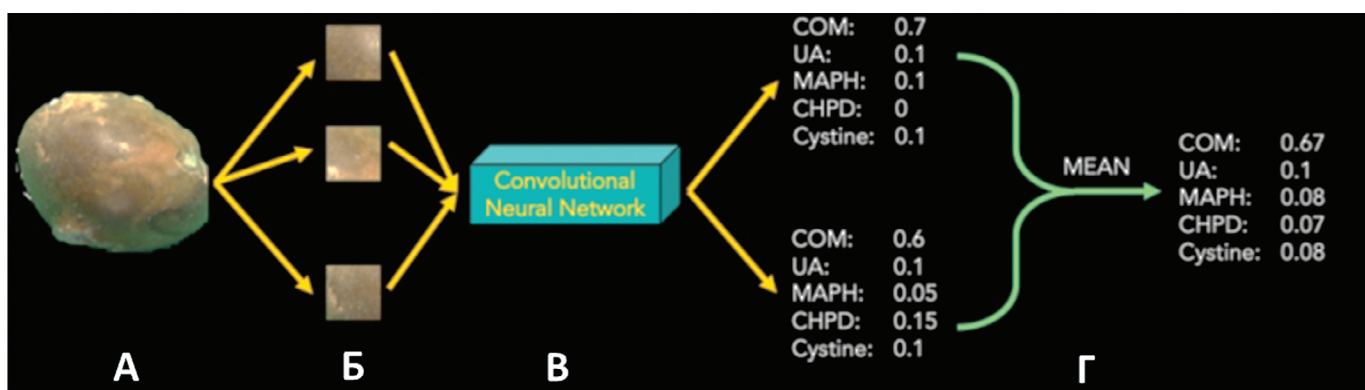 COM: 0.7
UA: 0.1
MAPH: 0.1
CHPD: 0
Cystine: 0.1
Convolutional
Neural Network
COM: 0.6
UA: 0.1
MAPH: 0.05
CHPD: 0.15
Cystine: 0.1
MEAN
COM: 0.67
UA: 0.1
MAPH: 0.08
CHPD: 0.07
Cystine: 0.08
А Б В Г